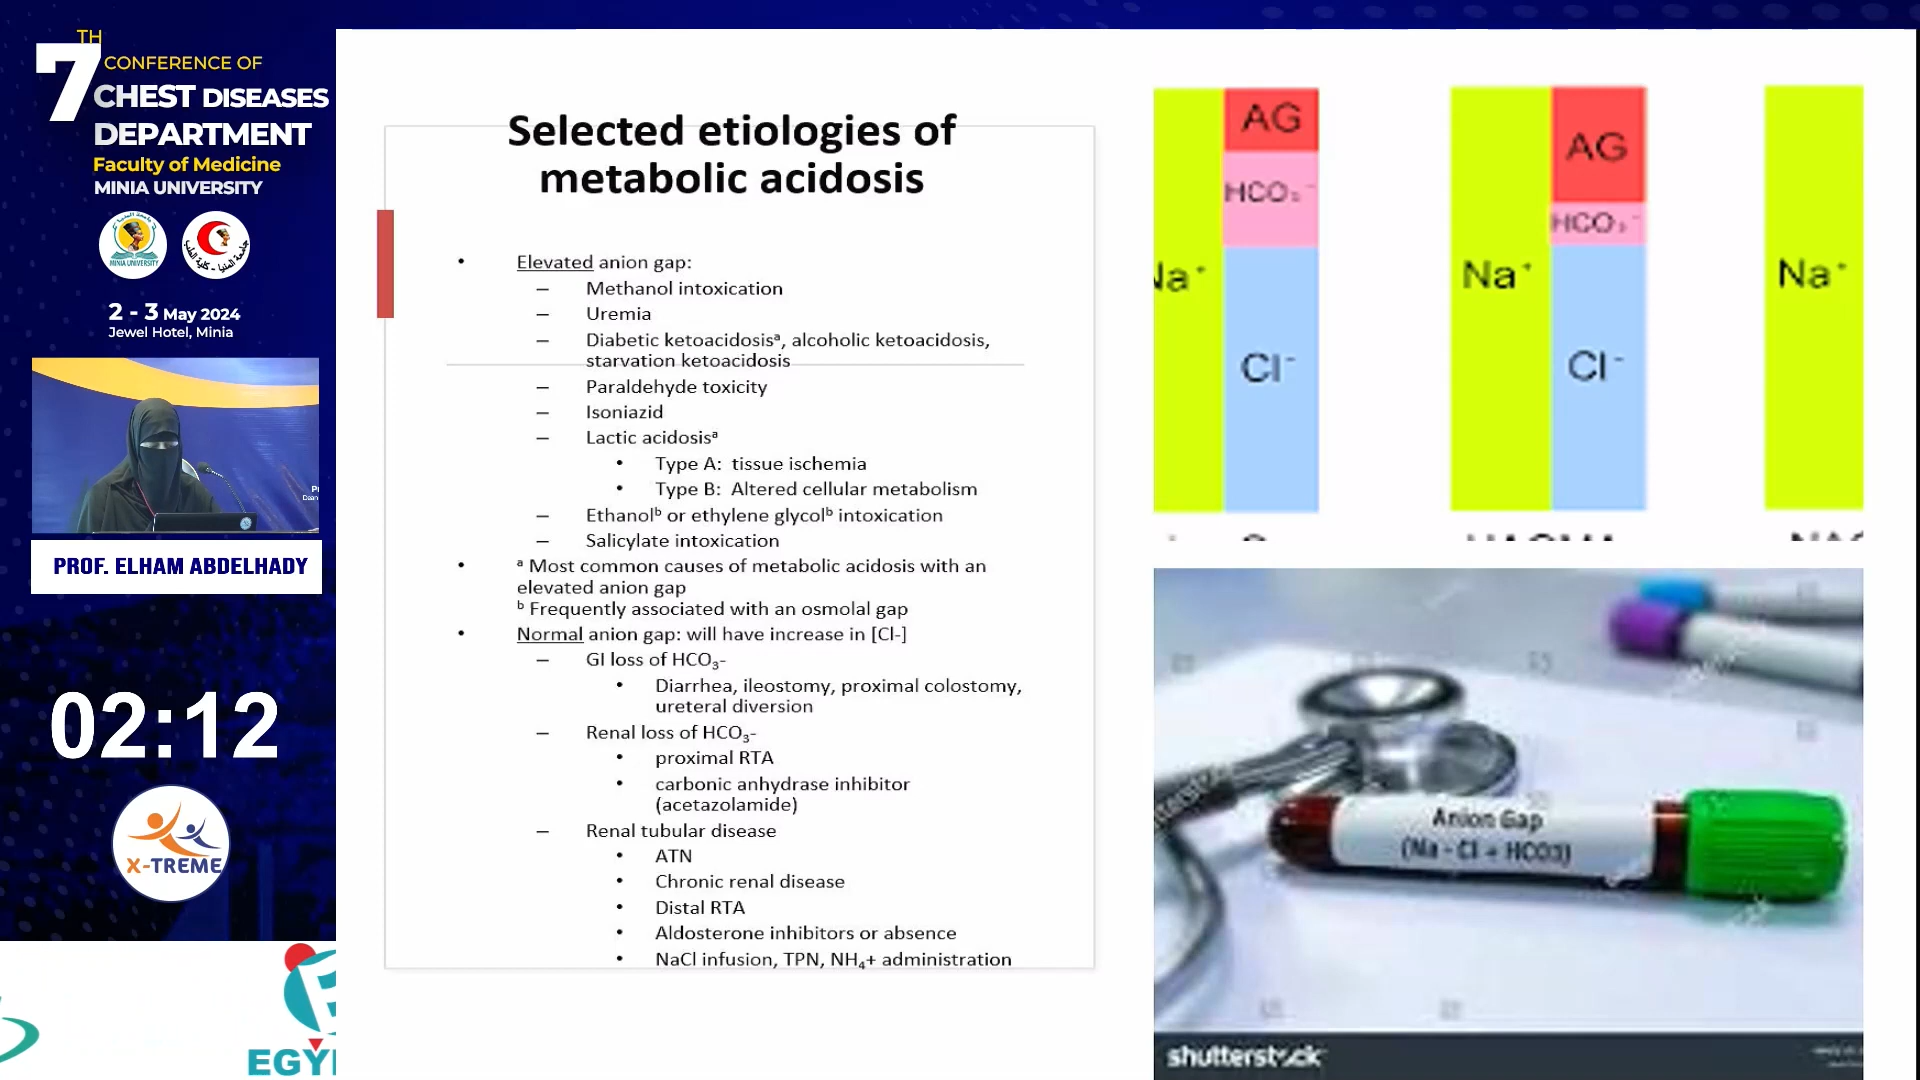 7TH
CONFERENCE OF
CHEST DISEASES
DEPARTMENT
Faculty of Medicine
MINIA UNIVERSITY
MINIA UNIVERSITY
2 - 3 May 2024
Jewel Hotel, Minia
PROF. ELHAM ABDELHADY
02:12
X-TREME
EGY
Selected etiologies of
metabolic acidosis
• Elevated anion gap:
– Methanol intoxication
– Uremia
– Diabetic ketoacidosisᵃ, alcoholic ketoacidosis,
starvation ketoacidosis
– Paraldehyde toxicity
– Isoniazid
– Lactic acidosisᵃ
• Type A: tissue ischemia
• Type B: Altered cellular metabolism
– Ethanolᵇ or ethylene glycolᵇ intoxication
– Salicylate intoxication
• ᵃ Most common causes of metabolic acidosis with an
elevated anion gap
ᵇ Frequently associated with an osmolal gap
• Normal anion gap: will have increase in [Cl-]
– GI loss of HCO₃-
• Diarrhea, ileostomy, proximal colostomy,
ureteral diversion
– Renal loss of HCO₃-
• proximal RTA
• carbonic anhydrase inhibitor
(acetazolamide)
– Renal tubular disease
• ATN
• Chronic renal disease
• Distal RTA
• Aldosterone inhibitors or absence
• NaCl infusion, TPN, NH₄+ administration
AG
HCO₃⁻
Na⁺
Cl⁻
AG
HCO₃⁻
Na⁺
Cl⁻
Na⁺
Anion Gap
(Na - Cl + HCO3)
shutterstock